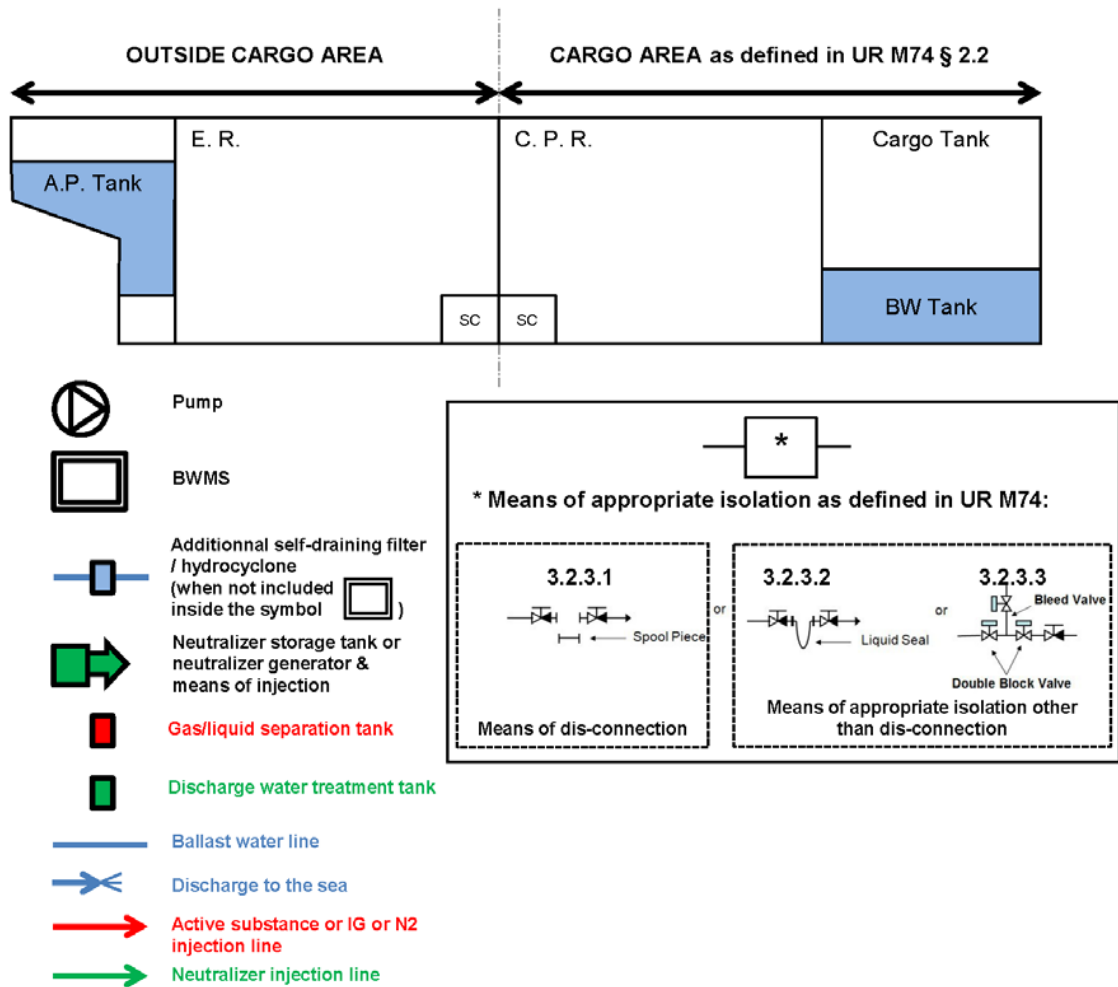 OUTSIDE CARGO AREA
CARGO AREA as defined in UR M74 § 2.2
E. R.
C. P. R.
Cargo Tank
A.P. Tank
BW Tank
SC
SC
Pump
BWMS
Additionnal self-draining filter
/ hydrocyclone
(when not included
inside the symbol )
Neutralizer storage tank or
neutralizer generator &
means of injection
Gas/liquid separation tank
Discharge water treatment tank
Ballast water line
Discharge to the sea
Active substance or IG or N2
injection line
Neutralizer injection line
*
* Means of appropriate isolation as defined in UR M74:
3.2.3.1
Spool Piece
Means of dis-connection
or
3.2.3.2
Liquid Seal
or
3.2.3.3
Bleed Valve
Double Block Valve
Means of appropriate isolation other
than dis-connection